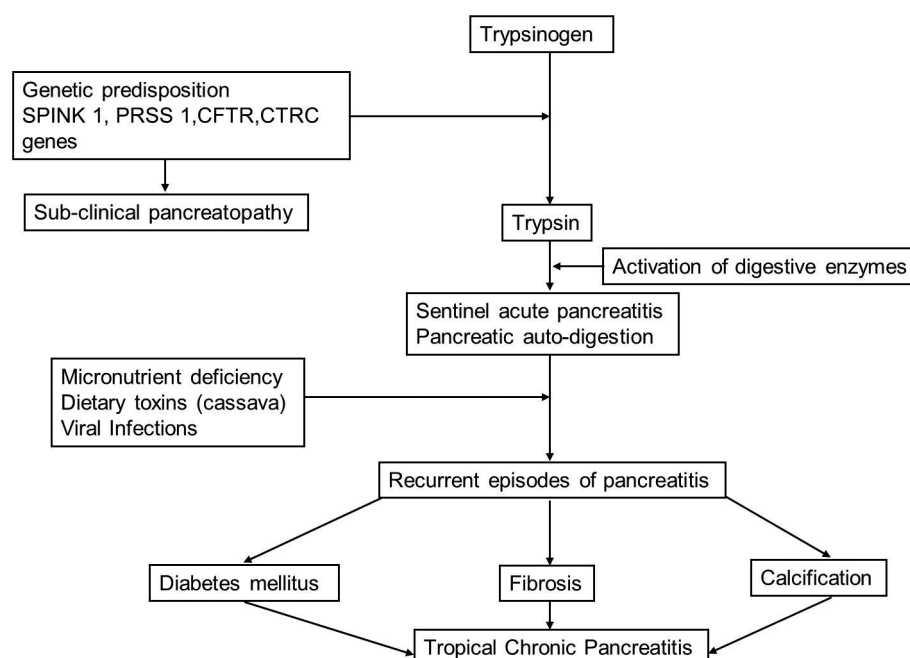 Trypsinogen
Genetic predisposition
SPINK 1, PRSS 1,CFTR,CTRC
genes
Sub-clinical pancreatopathy
Trypsin
Activation of digestive enzymes
Sentinel acute pancreatitis
Pancreatic auto-digestion
Micronutrient deficiency
Dietary toxins (cassava)
Viral Infections
Recurrent episodes of pancreatitis
Diabetes mellitus
Fibrosis
Calcification
Tropical Chronic Pancreatitis